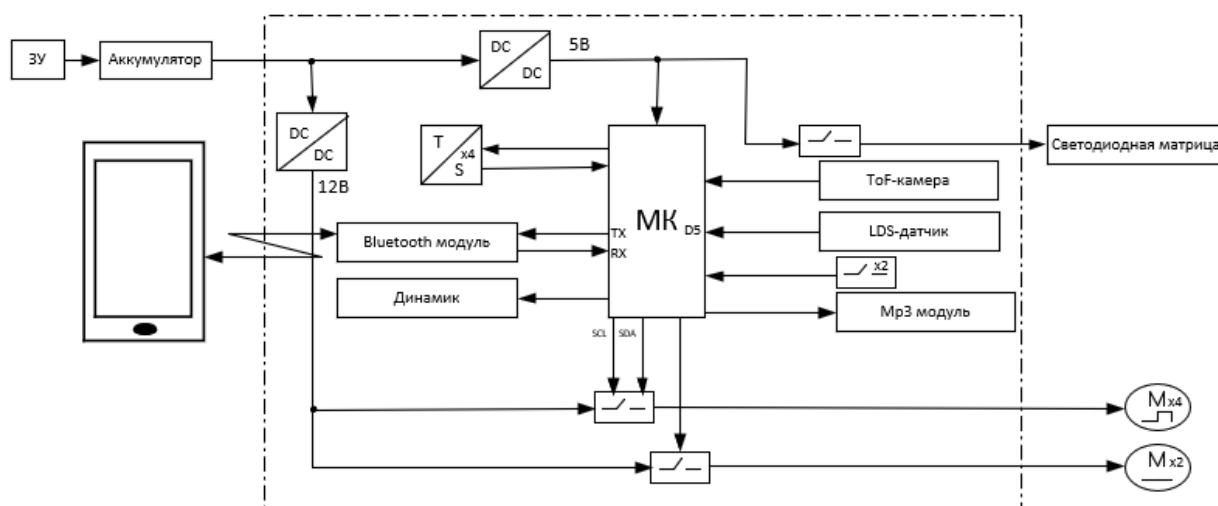 ЗУ
Аккумулятор
DC
DC
5В
DC
DC
12В
T
x4
S
МК
TX
RX
D5
Bluetooth модуль
Динамик
Светодиодная матрица
ToF-камера
LDS-датчик
x2
Mp3 модуль
SCL
SDA
M x4
M x2